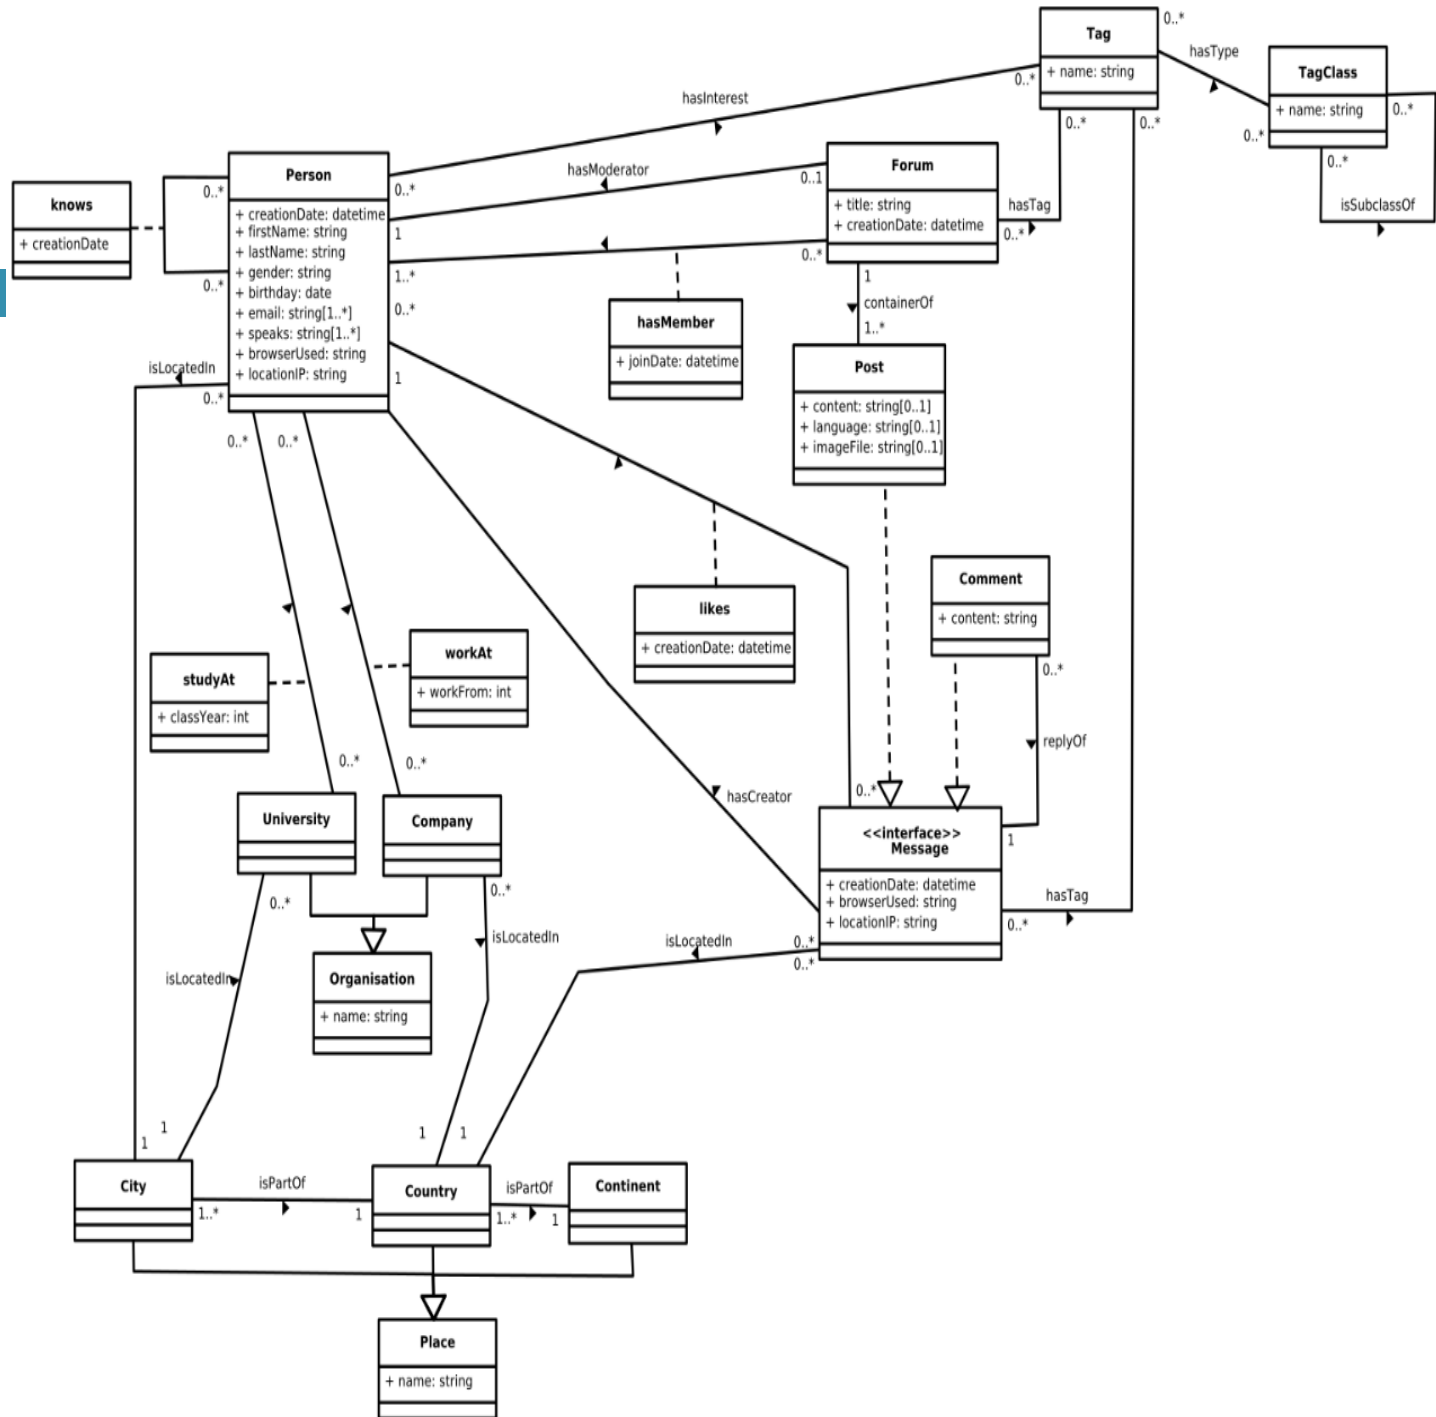 Tag
+ name: string
0..*
0..*
0..*
0..*
hasType
TagClass
+ name: string
0..*
0..*
0..*
isSubclassOf
hasInterest
knows
+ creationDate
0..*
0..*
Person
+ creationDate: datetime
+ firstName: string
+ lastName: string
+ gender: string
+ birthday: date
+ email: string[1..*]
+ speaks: string[1..*]
+ browserUsed: string
+ locationIP: string
0..*
1
1..*
0..*
1
hasModerator
0..1
0..*
Forum
+ title: string
+ creationDate: datetime
hasTag
0..*
1
containerOf
1..*
hasMember
+ joinDate: datetime
Post
+ content: string[0..1]
+ language: string[0..1]
+ imageFile: string[0..1]
isLocatedIn
0..*
0..*
0..*
likes
+ creationDate: datetime
Comment
+ content: string
0..*
replyOf
studyAt
+ classYear: int
workAt
+ workFrom: int
0..*
0..*
hasCreator
0..*
University
Company
<<interface>>
Message
+ creationDate: datetime
+ browserUsed: string
+ locationIP: string
1
hasTag
0..*
0..*
0..*
isLocatedIn
isLocatedIn
isLocatedIn
0..*
0..*
Organisation
+ name: string
1
1
1
1
City
isPartOf
1..*
1
Country
isPartOf
1..*
1
Continent
Place
+ name: string